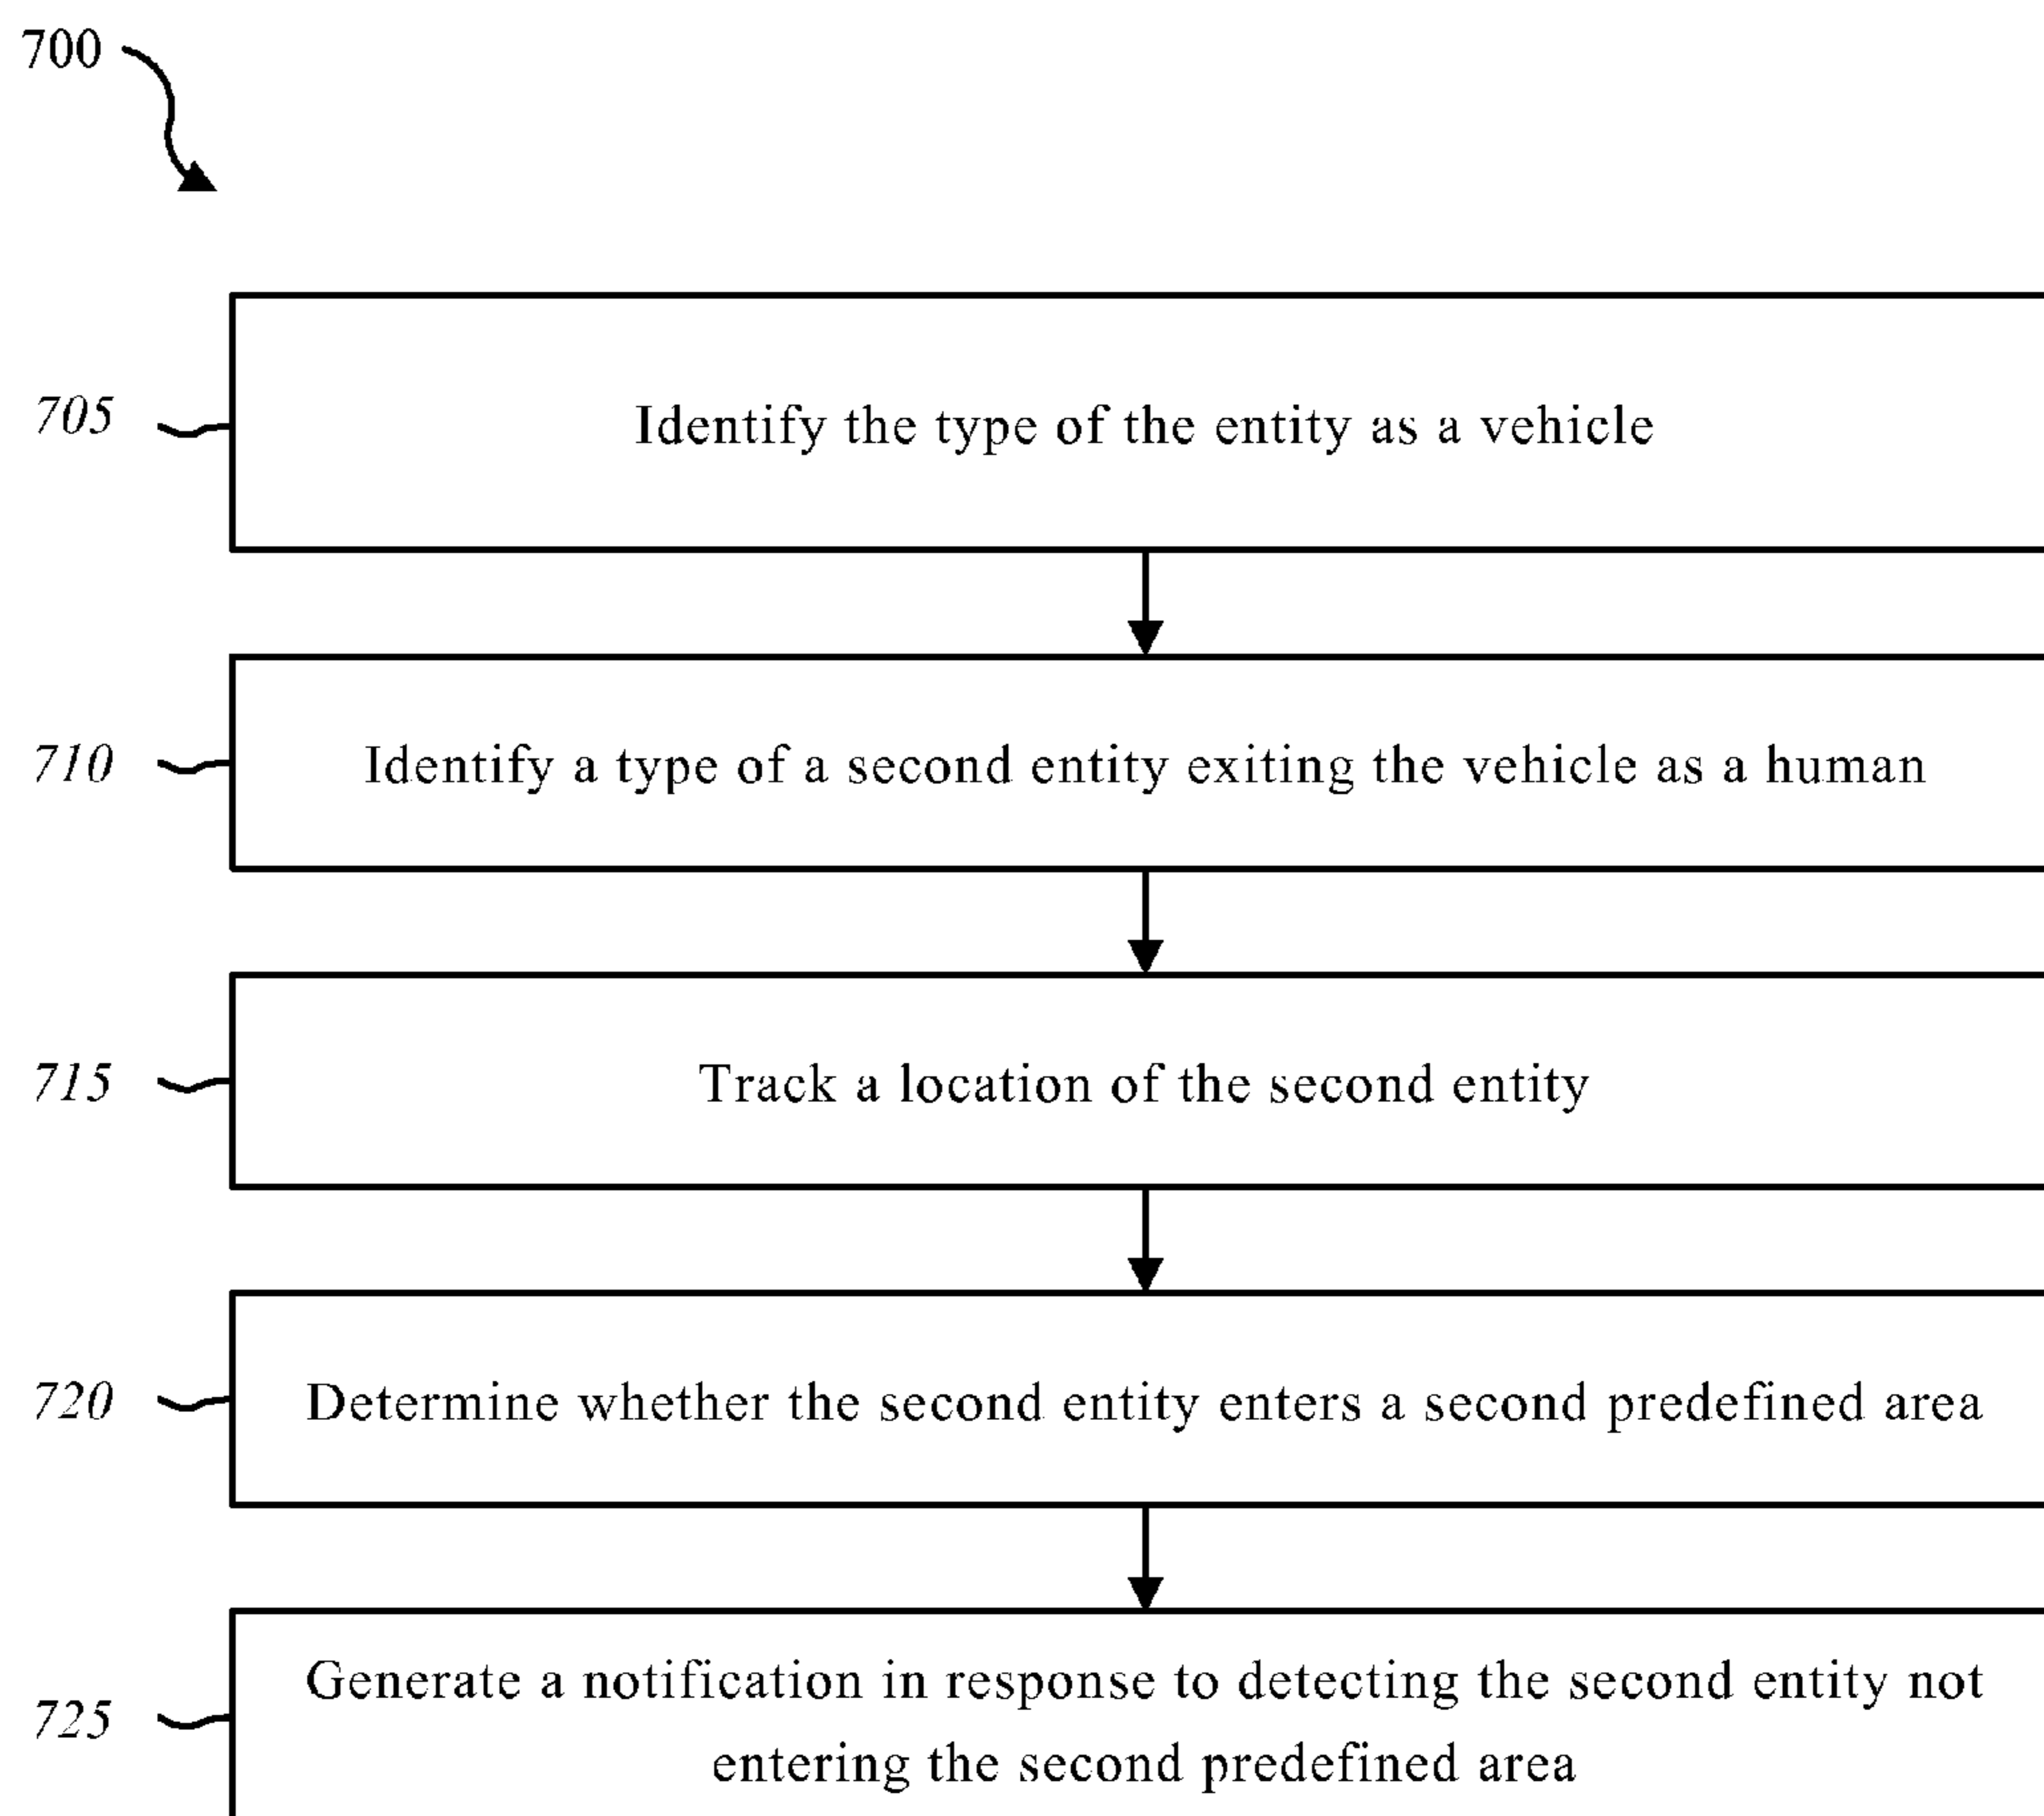 700
705
Identify the type of the entity as a vehicle
710
Identify a type of a second entity exiting the vehicle as a human
715
Track a location of the second entity
720
Determine whether the second entity enters a second predefined area
725
Generate a notification in response to detecting the second entity not
entering the second predefined area